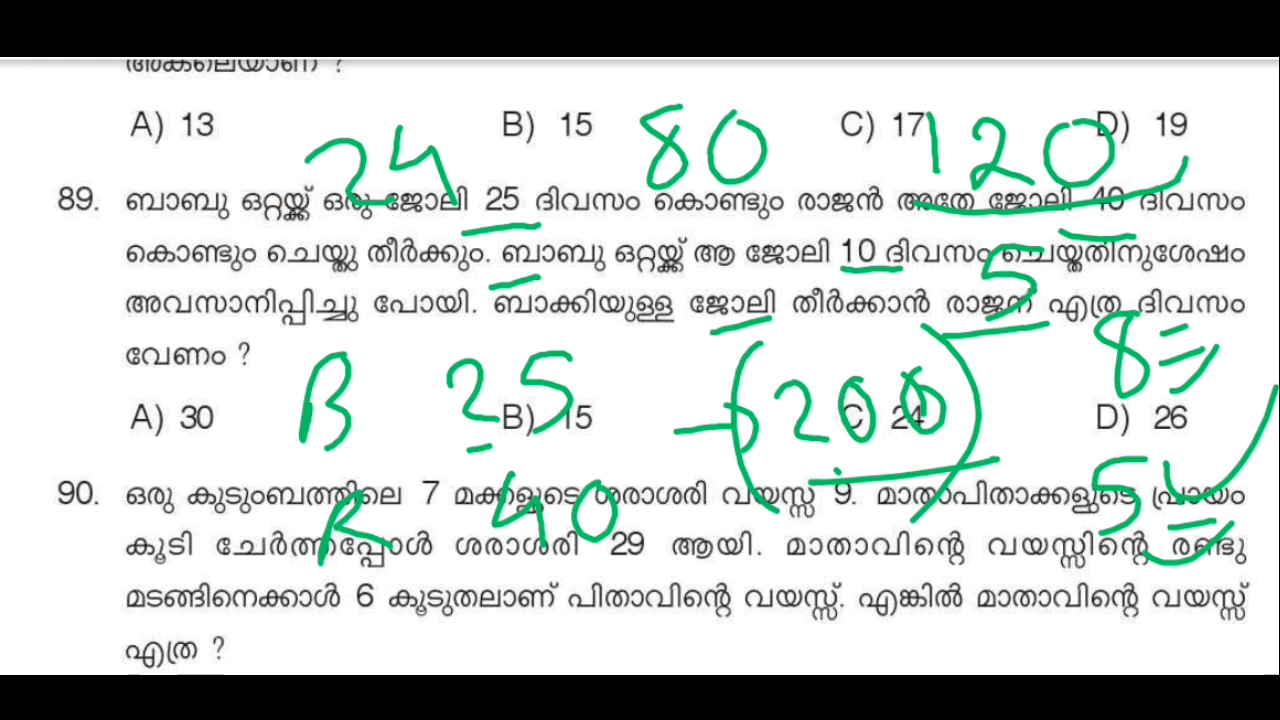 അകലെയാണ് ?
A) 13 B) 15 C) 17 D) 19
24 80 120
89. ബാബു ഒറ്റയ്ക്ക് ഒരു ജോലി 25 ദിവസം കൊണ്ടും രാജൻ അതേ ജോലി 40 ദിവസം
കൊണ്ടും ചെയ്തു തീർക്കും. ബാബു ഒറ്റയ്ക്ക് ആ ജോലി 10 ദിവസം ചെയ്തതിനുശേഷം
5
അവസാനിപ്പിച്ചു പോയി. ബാക്കിയുള്ള ജോലി തീർക്കാൻ രാജന് എത്ര ദിവസം
വേണം ?
8
B 25 (200)
A) 30 B) 15 C) 24 D) 26
R 40 5
90. ഒരു കുടുംബത്തിലെ 7 മക്കളുടെ ശരാശരി വയസ്സ് 9. മാതാപിതാക്കളുടെ പ്രായം
കൂടി ചേർത്തപ്പോൾ ശരാശരി 29 ആയി. മാതാവിന്റെ വയസ്സിന്റെ രണ്ടു
മടങ്ങിനെക്കാൾ 6 കൂടുതലാണ് പിതാവിന്റെ വയസ്സ്. എങ്കിൽ മാതാവിന്റെ വയസ്സ്
എത്ര ?